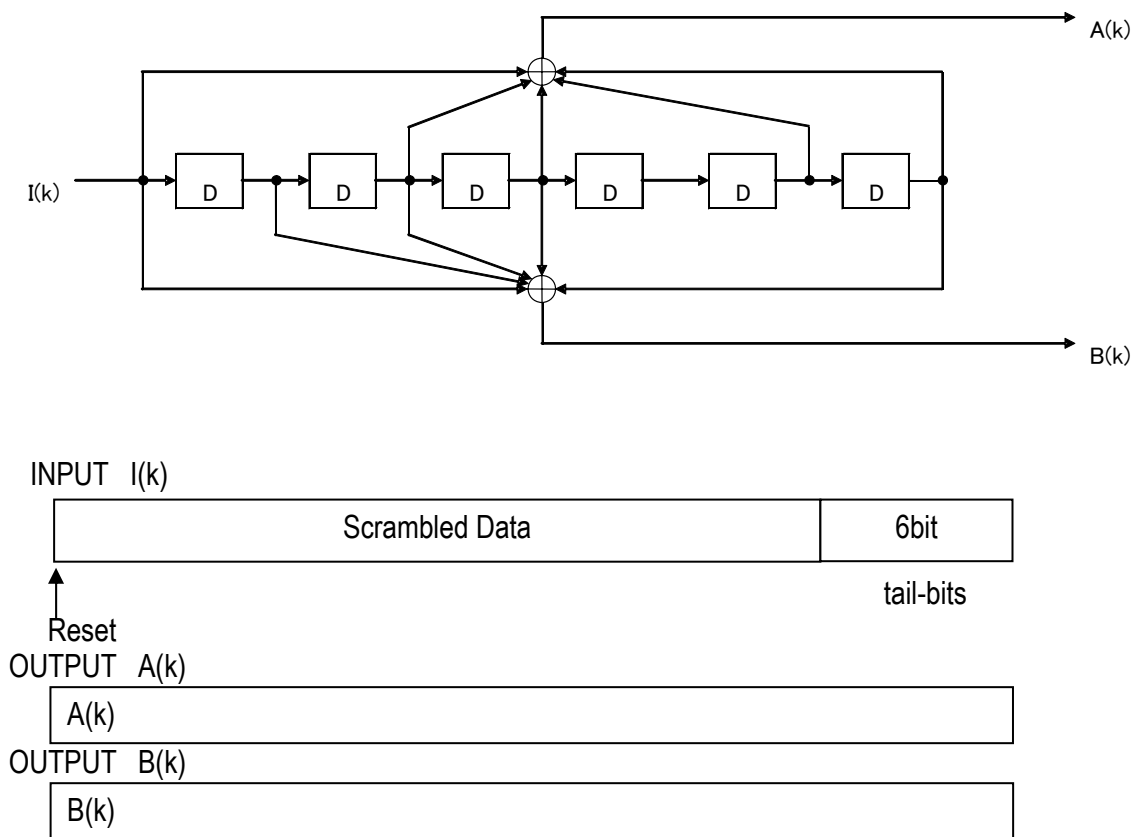 A(k)
I(k) D D D D D D
B(k)
INPUT I(k)
Scrambled Data 6bit
tail-bits
Reset
OUTPUT A(k)
A(k)
OUTPUT B(k)
B(k)